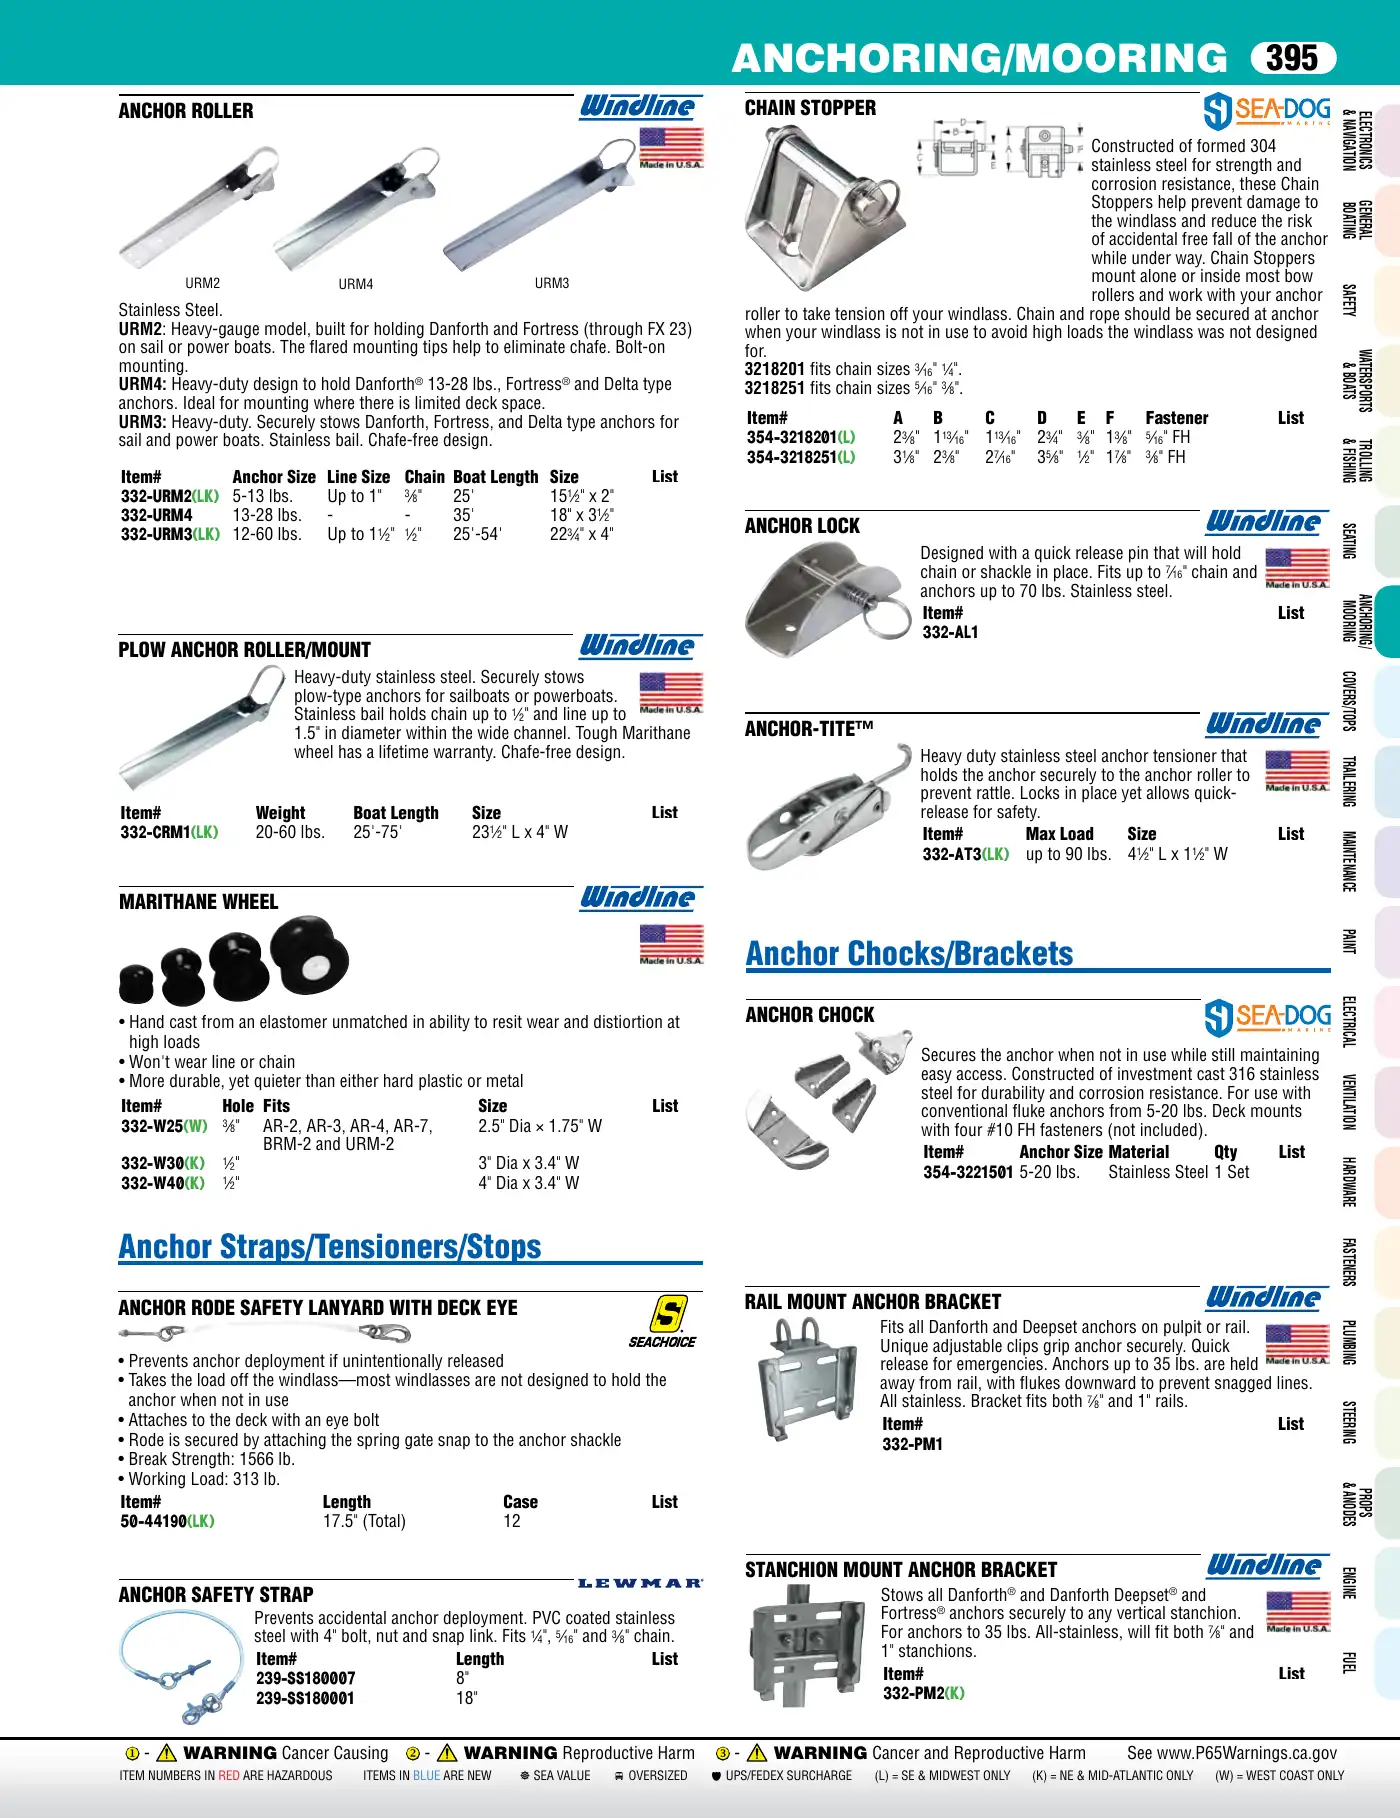 ANCHORING/MOORING 395
ANCHOR ROLLER
Windline
Made in U.S.A.
URM2
URM4
URM3
Stainless Steel.
URM2: Heavy-gauge model, built for holding Danforth and Fortress (through FX 23)
on sail or power boats. The flared mounting tips help to eliminate chafe. Bolt-on
mounting.
URM4: Heavy-duty design to hold Danforth® 13-28 lbs., Fortress® and Delta type
anchors. Ideal for mounting where there is limited deck space.
URM3: Heavy-duty. Securely stows Danforth, Fortress, and Delta type anchors for
sail and power boats. Stainless bail. Chafe-free design.
Item# Anchor Size Line Size Chain Boat Length Size List
332-URM2(LK) 5-13 lbs. Up to 1" ⅜" 25' 15½" x 2"
332-URM4 13-28 lbs. - - 35' 18" x 3½"
332-URM3(LK) 12-60 lbs. Up to 1½" ½" 25'-54' 22¾" x 4"
PLOW ANCHOR ROLLER/MOUNT
Windline
Made in U.S.A.
Heavy-duty stainless steel. Securely stows
plow-type anchors for sailboats or powerboats.
Stainless bail holds chain up to ½" and line up to
1.5" in diameter within the wide channel. Tough Marithane
wheel has a lifetime warranty. Chafe-free design.
Item# Weight Boat Length Size List
332-CRM1(LK) 20-60 lbs. 25'-75' 23½" L x 4" W
MARITHANE WHEEL
Windline
Made in U.S.A.
• Hand cast from an elastomer unmatched in ability to resit wear and distiortion at
high loads
• Won't wear line or chain
• More durable, yet quieter than either hard plastic or metal
Item# Hole Fits Size List
332-W25(W) ⅜" AR-2, AR-3, AR-4, AR-7, 2.5" Dia × 1.75" W
BRM-2 and URM-2
332-W30(K) ½" 3" Dia x 3.4" W
332-W40(K) ½" 4" Dia x 3.4" W
Anchor Straps/Tensioners/Stops
ANCHOR RODE SAFETY LANYARD WITH DECK EYE
S
SEACHOICE
• Prevents anchor deployment if unintentionally released
• Takes the load off the windlass—most windlasses are not designed to hold the
anchor when not in use
• Attaches to the deck with an eye bolt
• Rode is secured by attaching the spring gate snap to the anchor shackle
• Break Strength: 1566 lb.
• Working Load: 313 lb.
Item# Length Case List
50-44190(LK) 17.5" (Total) 12
ANCHOR SAFETY STRAP
LEWMAR®
Prevents accidental anchor deployment. PVC coated stainless
steel with 4" bolt, nut and snap link. Fits ¼", 5⁄16" and ⅜" chain.
Item# Length List
239-SS180007 8"
239-SS180001 18"
CHAIN STOPPER
SEA-DOG
MARINE
D
B
C
E
A
F
Constructed of formed 304
stainless steel for strength and
corrosion resistance, these Chain
Stoppers help prevent damage to
the windlass and reduce the risk
of accidental free fall of the anchor
while under way. Chain Stoppers
mount alone or inside most bow
rollers and work with your anchor
roller to take tension off your windlass. Chain and rope should be secured at anchor
when your windlass is not in use to avoid high loads the windlass was not designed
for.
3218201 fits chain sizes 3⁄16" ¼".
3218251 fits chain sizes 5⁄16" ⅜".
Item# A B C D E F Fastener List
354-3218201(L) 2⅜" 113⁄16" 113⁄16" 2¾" ⅜" 1⅜" 5⁄16" FH
354-3218251(L) 3⅛" 2⅜" 27⁄16" 3⅝" ½" 1⅞" ⅜" FH
ANCHOR LOCK
Windline
Made in U.S.A.
Designed with a quick release pin that will hold
chain or shackle in place. Fits up to 7⁄16" chain and
anchors up to 70 lbs. Stainless steel.
Item# List
332-AL1
ANCHOR-TITE™
Windline
Made in U.S.A.
Heavy duty stainless steel anchor tensioner that
holds the anchor securely to the anchor roller to
prevent rattle. Locks in place yet allows quick-
release for safety.
Item# Max Load Size List
332-AT3(LK) up to 90 lbs. 4½" L x 1½" W
Anchor Chocks/Brackets
ANCHOR CHOCK
SEA-DOG
MARINE
Secures the anchor when not in use while still maintaining
easy access. Constructed of investment cast 316 stainless
steel for durability and corrosion resistance. For use with
conventional fluke anchors from 5-20 lbs. Deck mounts
with four #10 FH fasteners (not included).
Item# Anchor Size Material Qty List
354-3221501 5-20 lbs. Stainless Steel 1 Set
RAIL MOUNT ANCHOR BRACKET
Windline
Made in U.S.A.
Fits all Danforth and Deepset anchors on pulpit or rail.
Unique adjustable clips grip anchor securely. Quick
release for emergencies. Anchors up to 35 lbs. are held
away from rail, with flukes downward to prevent snagged lines.
All stainless. Bracket fits both ⅞" and 1" rails.
Item# List
332-PM1
STANCHION MOUNT ANCHOR BRACKET
Windline
Made in U.S.A.
Stows all Danforth® and Danforth Deepset® and
Fortress® anchors securely to any vertical stanchion.
For anchors to 35 lbs. All-stainless, will fit both ⅞" and
1" stanchions.
Item# List
332-PM2(K)
ELECTRONICS
& NAVIGATION
GENERAL
BOATING
SAFETY
WATERSPORTS
& BOATS
TROLLING
& FISHING
SEATING
ANCHORING/
MOORING
COVERS/TOPS
TRAILERING
MAINTENANCE
PAINT
ELECTRICAL
VENTILATION
HARDWARE
FASTENERS
PLUMBING
STEERING
PROPS
& ANODES
ENGINE
FUEL
1 - WARNING Cancer Causing 2 - WARNING Reproductive Harm 3 - WARNING Cancer and Reproductive Harm See www.P65Warnings.ca.gov
ITEM NUMBERS IN RED ARE HAZARDOUS ITEMS IN BLUE ARE NEW SEA VALUE OVERSIZED UPS/FEDEX SURCHARGE (L) = SE & MIDWEST ONLY (K) = NE & MID-ATLANTIC ONLY (W) = WEST COAST ONLY